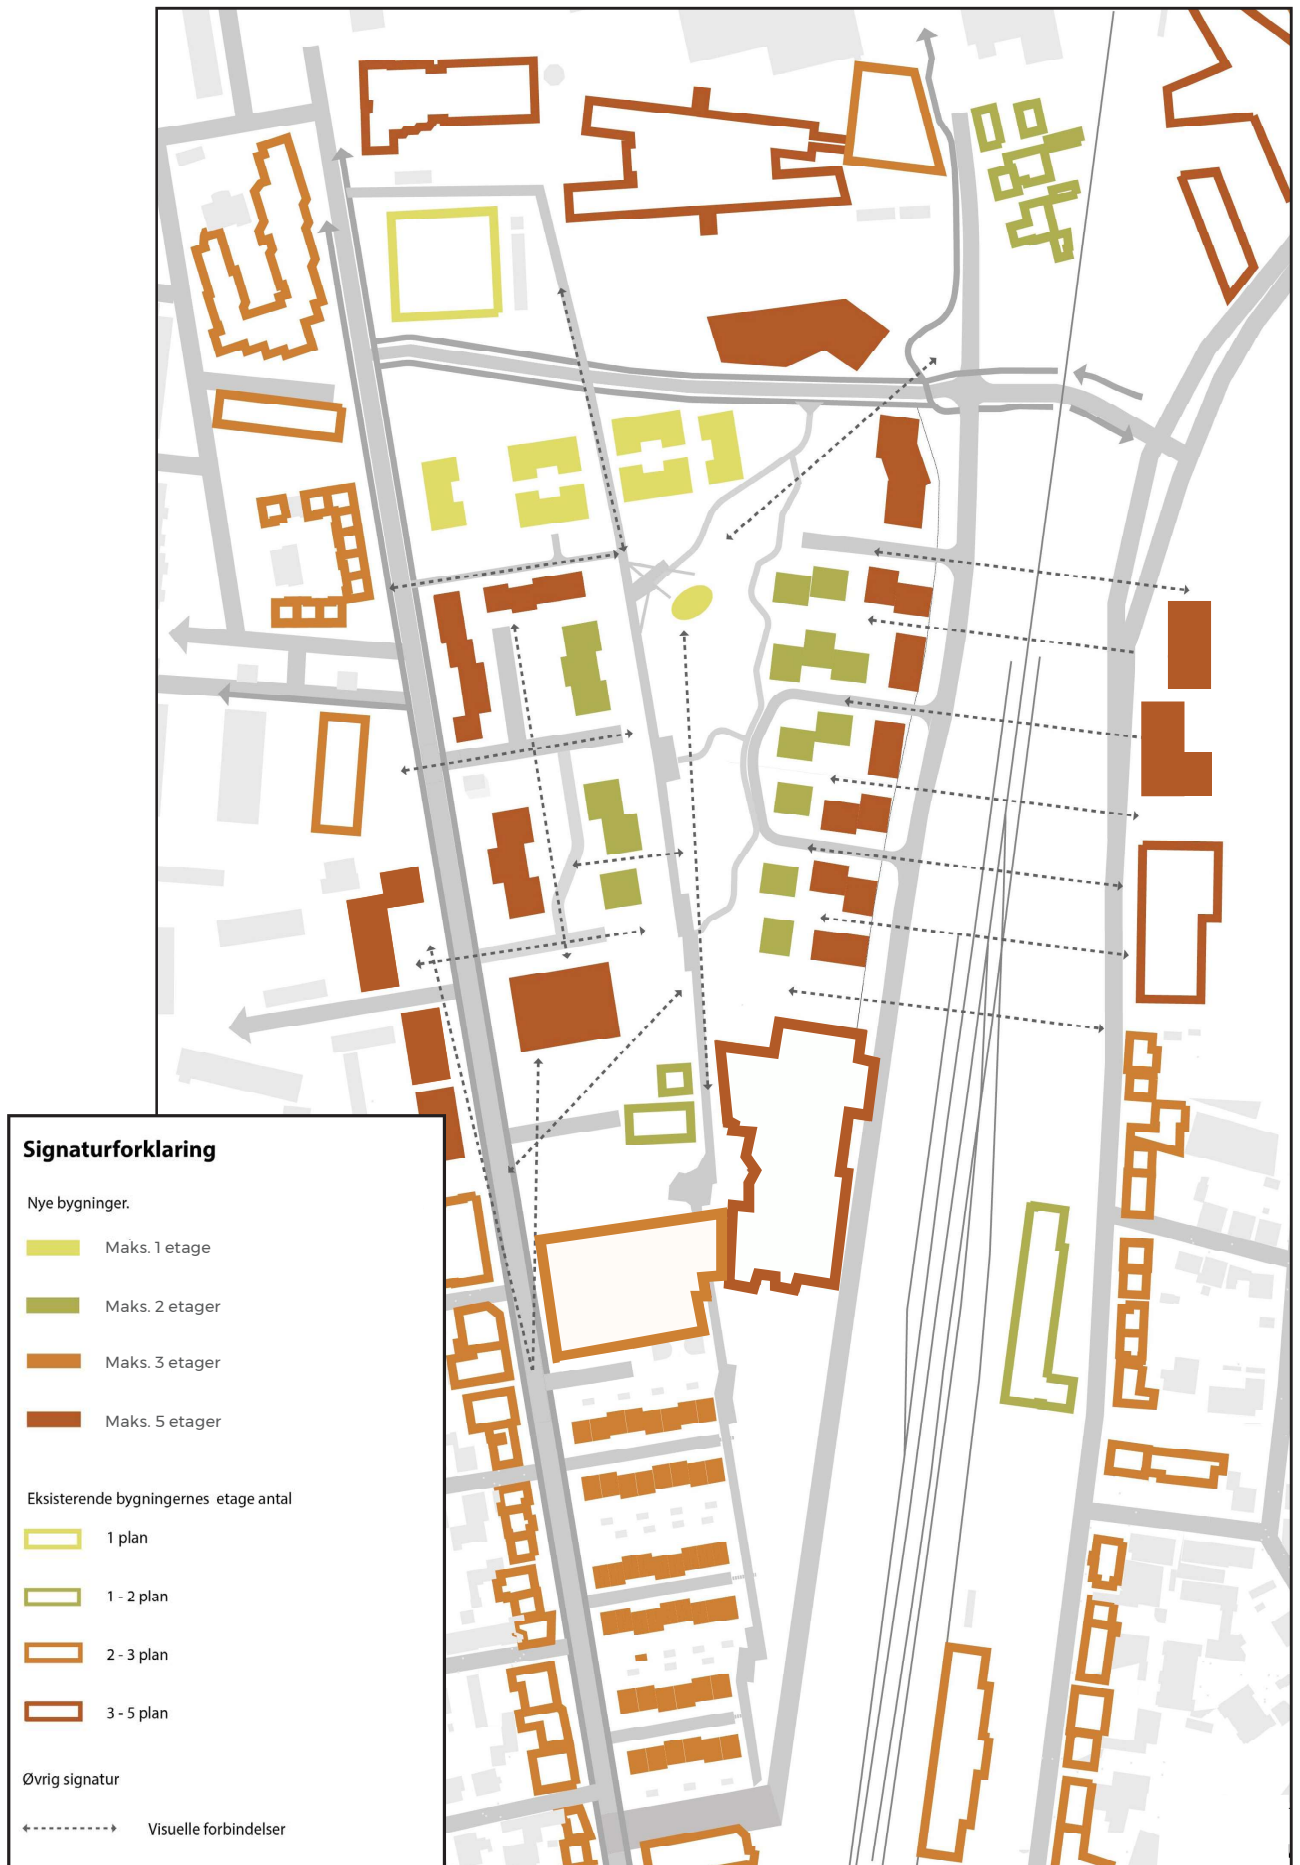 Signaturforklaring
Nye bygninger.
Maks. 1 etage
Maks. 2 etager
Maks. 3 etager
Maks. 5 etager
Eksisterende bygningernes etage antal
1 plan
1 - 2 plan
2 - 3 plan
3 - 5 plan
Øvrig signatur
Visuelle forbindelser